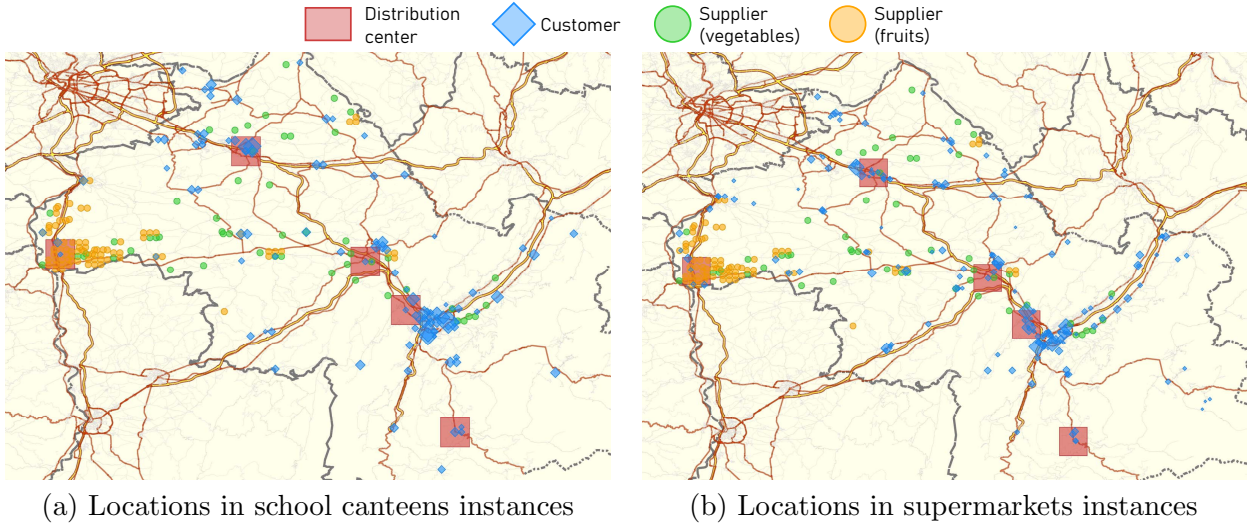 Distribution
center
Customer
Supplier
(vegetables)
Supplier
(fruits)
(a) Locations in school canteens instances
(b) Locations in supermarkets instances